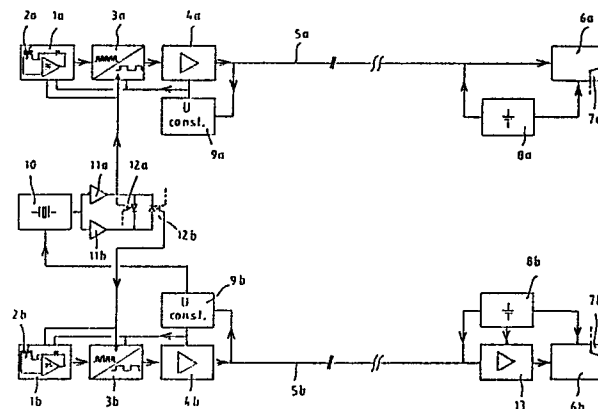 2a 1a 3a 4a 5a 6a
7a
U const. 9a 8a
10 11a 12a
11b 12b
U const. 9b 8b 7b
2b
1b 3b 4b 5b 13 6b